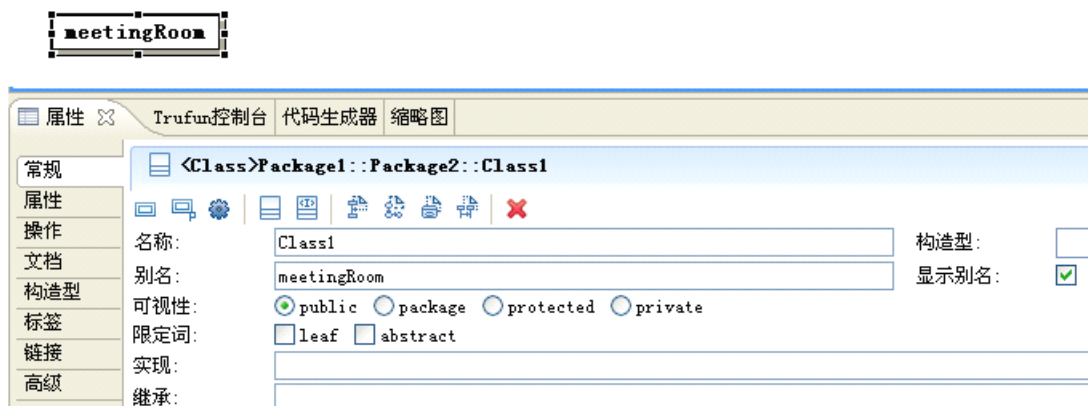 meetingRoom
属性 Trufun控制台 代码生成器 缩略图
常规 <Class>Package1::Package2::Class1
属性
操作
名称: Class1 构造型:
文档
别名: meetingRoom 显示别名:
构造型
可视性: public package protected private
标签
限定词: leaf abstract
链接
实现:
高级
继承: